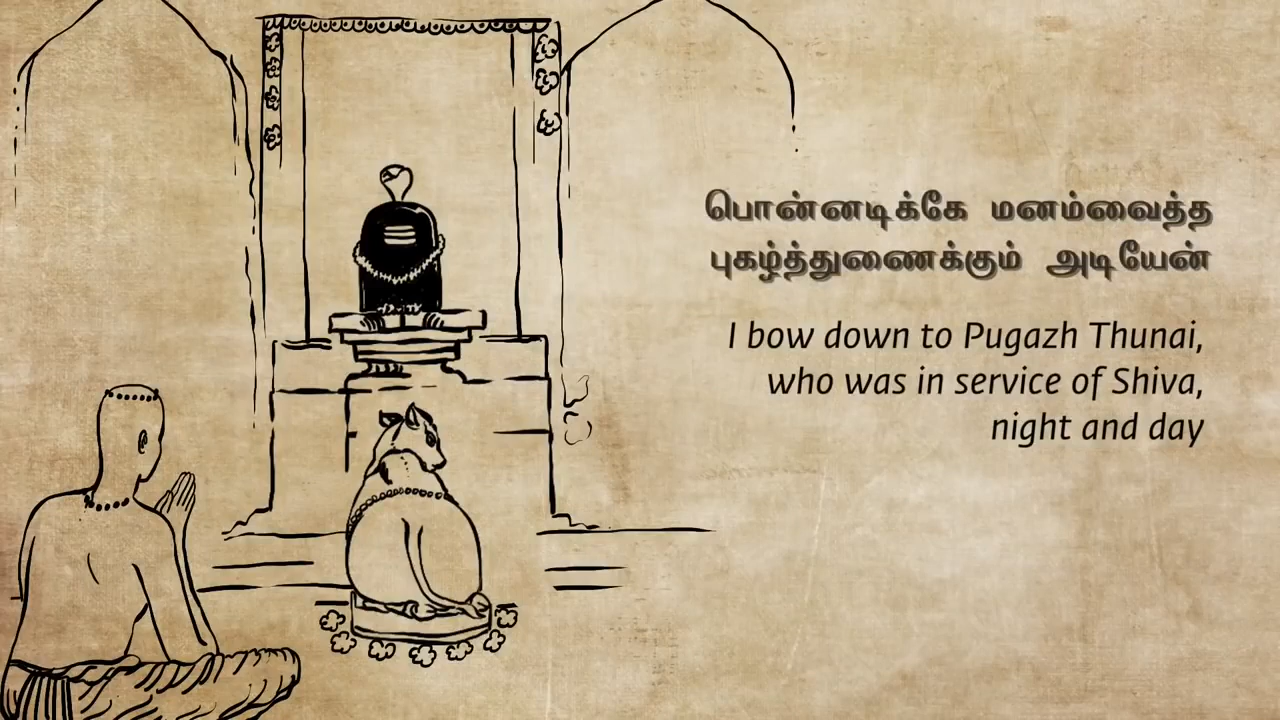 பொன்னடிக்கே மனம்வைத்த
புகழ்த்துணைக்கும் அடியேன்
I bow down to Pugazh Thunai,
who was in service of Shiva,
night and day